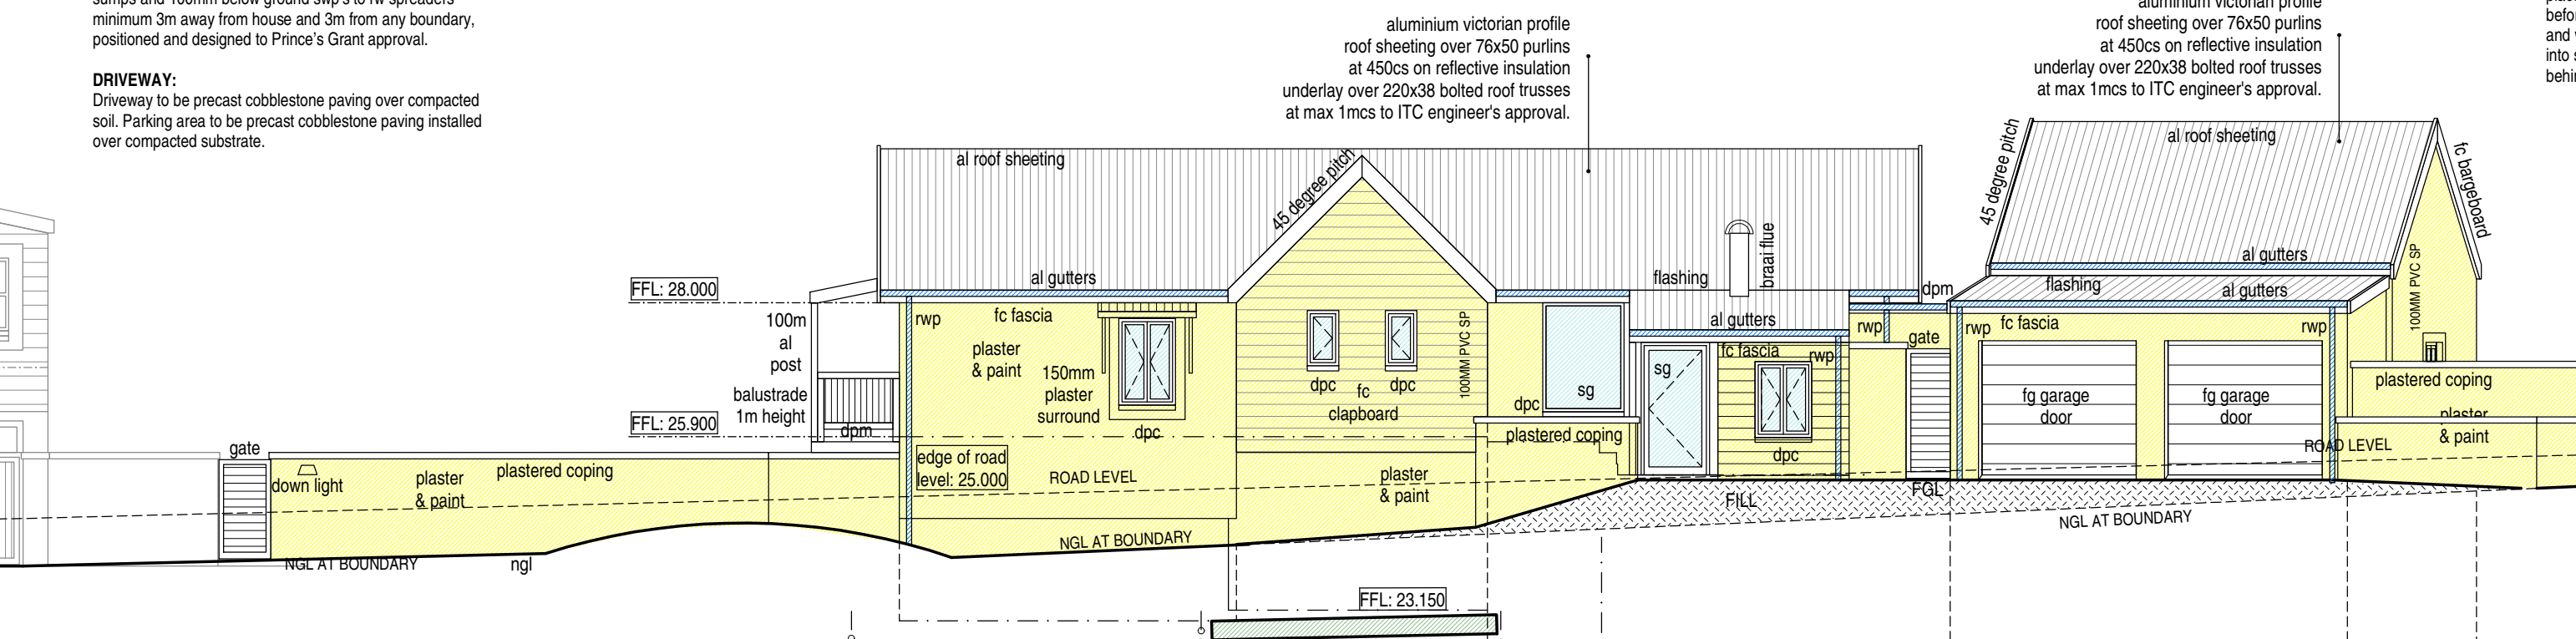 sumps and 100mm below ground swp's to rw spreaders
minimum 3m away from house and 3m from any boundary,
positioned and designed to Prince's Grant approval.
DRIVEWAY:
Driveway to be precast cobblestone paving over compacted
soil. Parking area to be precast cobblestone paving installed
over compacted substrate.
aluminium victorian profile
roof sheeting over 76x50 purlins
at 450cs on reflective insulation
underlay over 220x38 bolted roof trusses
at max 1mcs to ITC engineer's approval.
aluminium victorian profile
roof sheeting over 76x50 purlins
at 450cs on reflective insulation
underlay over 220x38 bolted roof trusses
at max 1mcs to ITC engineer's approval.
and
into
al roof sheeting
45 degree pitch
al gutters
flashing
braai flue
dpm
45 degree pitch
al roof sheeting
fc bargeboard
al gutters
flashing
al gutters
100MM PVC SP
FFL: 28.000
100m
al
post
balustrade
1m height
dpm
FFL: 25.900
rwp
fc fascia
plaster
& paint
150mm
plaster
surround
dpc
dpc
dpc
fc
clapboard
100MM PVC SP
dpc
sg
plastered coping
al gutters
sg
fc fascia
rwp
dpc
rwp
gate
rwp
fc fascia
rwp
fg garage
door
fg garage
door
plastered coping
plaster
& paint
ROAD LEVEL
gate
down light
plaster
& paint
plastered coping
edge of road
level: 25.000
ROAD LEVEL
plaster
& paint
FILL
FGL
NGL AT BOUNDARY
NGL AT BOUNDARY
NGL AT BOUNDARY
ngl
FFL: 23.150